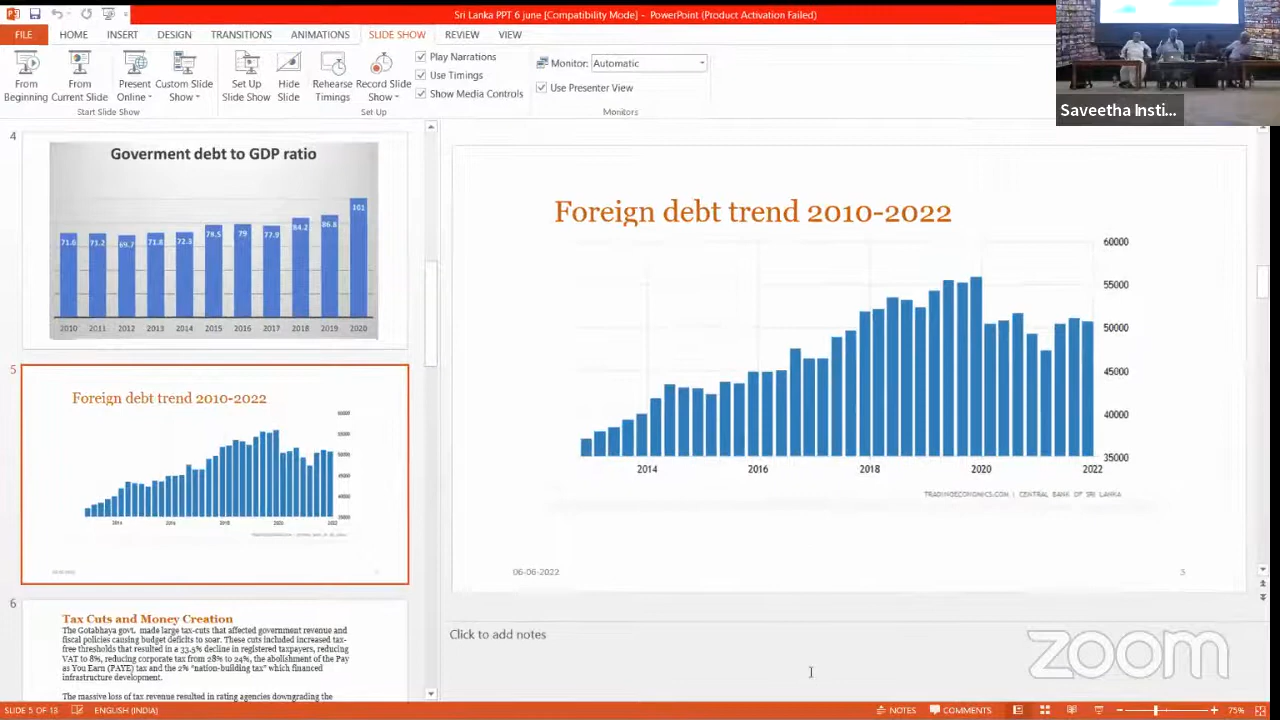 Sri Lanka PPT 6 june [Compatibility Mode] - PowerPoint (Product Activation Failed)
FILE HOME INSERT DESIGN TRANSITIONS ANIMATIONS SLIDE SHOW REVIEW VIEW
From Beginning
From Current Slide
Present Online
Custom Slide Show
Set Up Slide Show
Hide Slide
Rehearse Timings
Record Slide Show
Play Narrations
Use Timings
Show Media Controls
Monitor: Automatic
Use Presenter View
Start Slide Show
Set Up
Monitors
Saveetha Insti...
4
Goverment debt to GDP ratio
71.6 73.2 69.7 71.8 72.3 78.5 79 77.9 84.2 86.8 101
2010 2011 2012 2013 2014 2015 2016 2017 2018 2019 2020
5
Foreign debt trend 2010-2022
60000
55000
50000
45000
40000
35000
2014 2016 2018 2020 2022
6
Tax Cuts and Money Creation
The Gotabhaya govt. made large tax-cuts that affected government revenue and
fiscal policies causing budget deficits to soar. These cuts included increased tax-
free thresholds that resulted in a 33.5% decline in registered taxpayers, reducing
VAT to 8%, reducing corporate tax from 28% to 24%, the abolishment of the Pay
as You Earn (PAYE) tax and the 2% "nation-building tax" which financed
infrastructure development.
The massive loss of tax revenue resulted in rating agencies downgrading the
Foreign debt trend 2010-2022
60000
55000
50000
45000
40000
35000
2014 2016 2018 2020 2022
TRADINGECONOMICS.COM | CENTRAL BANK OF SRI LANKA
06-06-2022
3
Click to add notes
zoom
SLIDE 5 OF 13 ENGLISH (INDIA) NOTES COMMENTS 75%